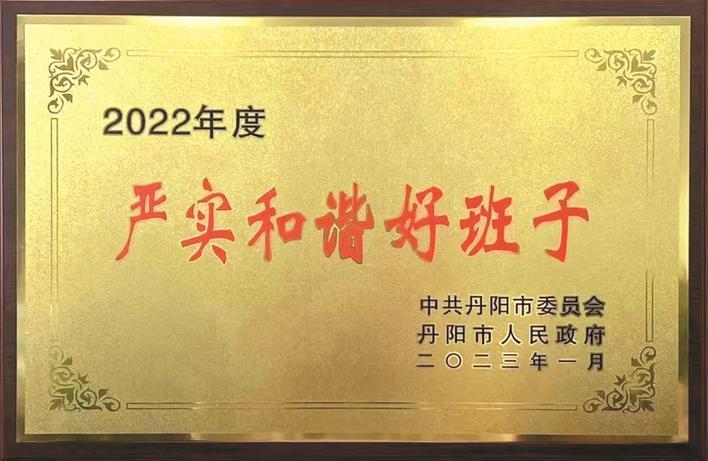 2022年度
严实和谐好班子
中共丹阳市委员会
丹阳市人民政府
二〇二三年一月